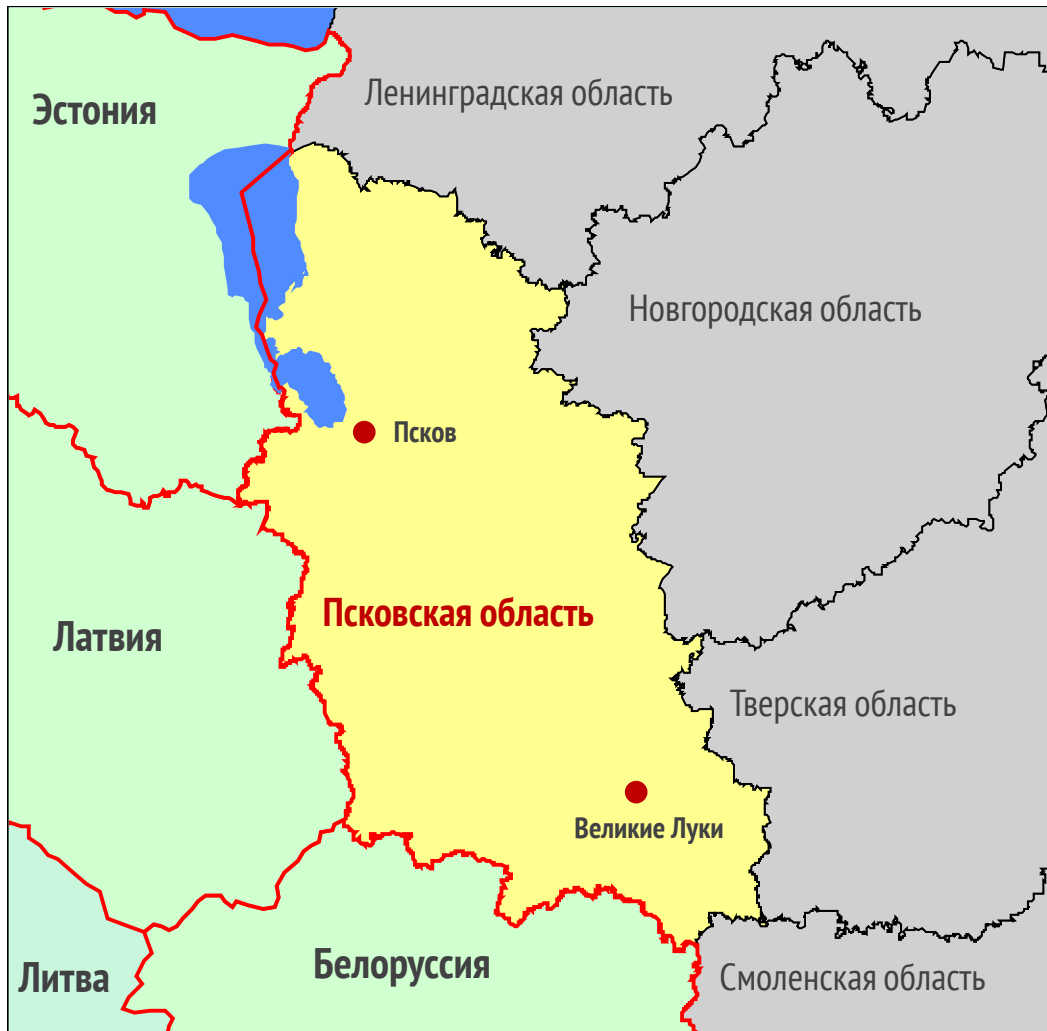 Ленинградская область
Эстония
Новгородская область
Псков
Псковская область
Латвия
Тверская область
Великие Луки
Белоруссия
Литва
Смоленская область